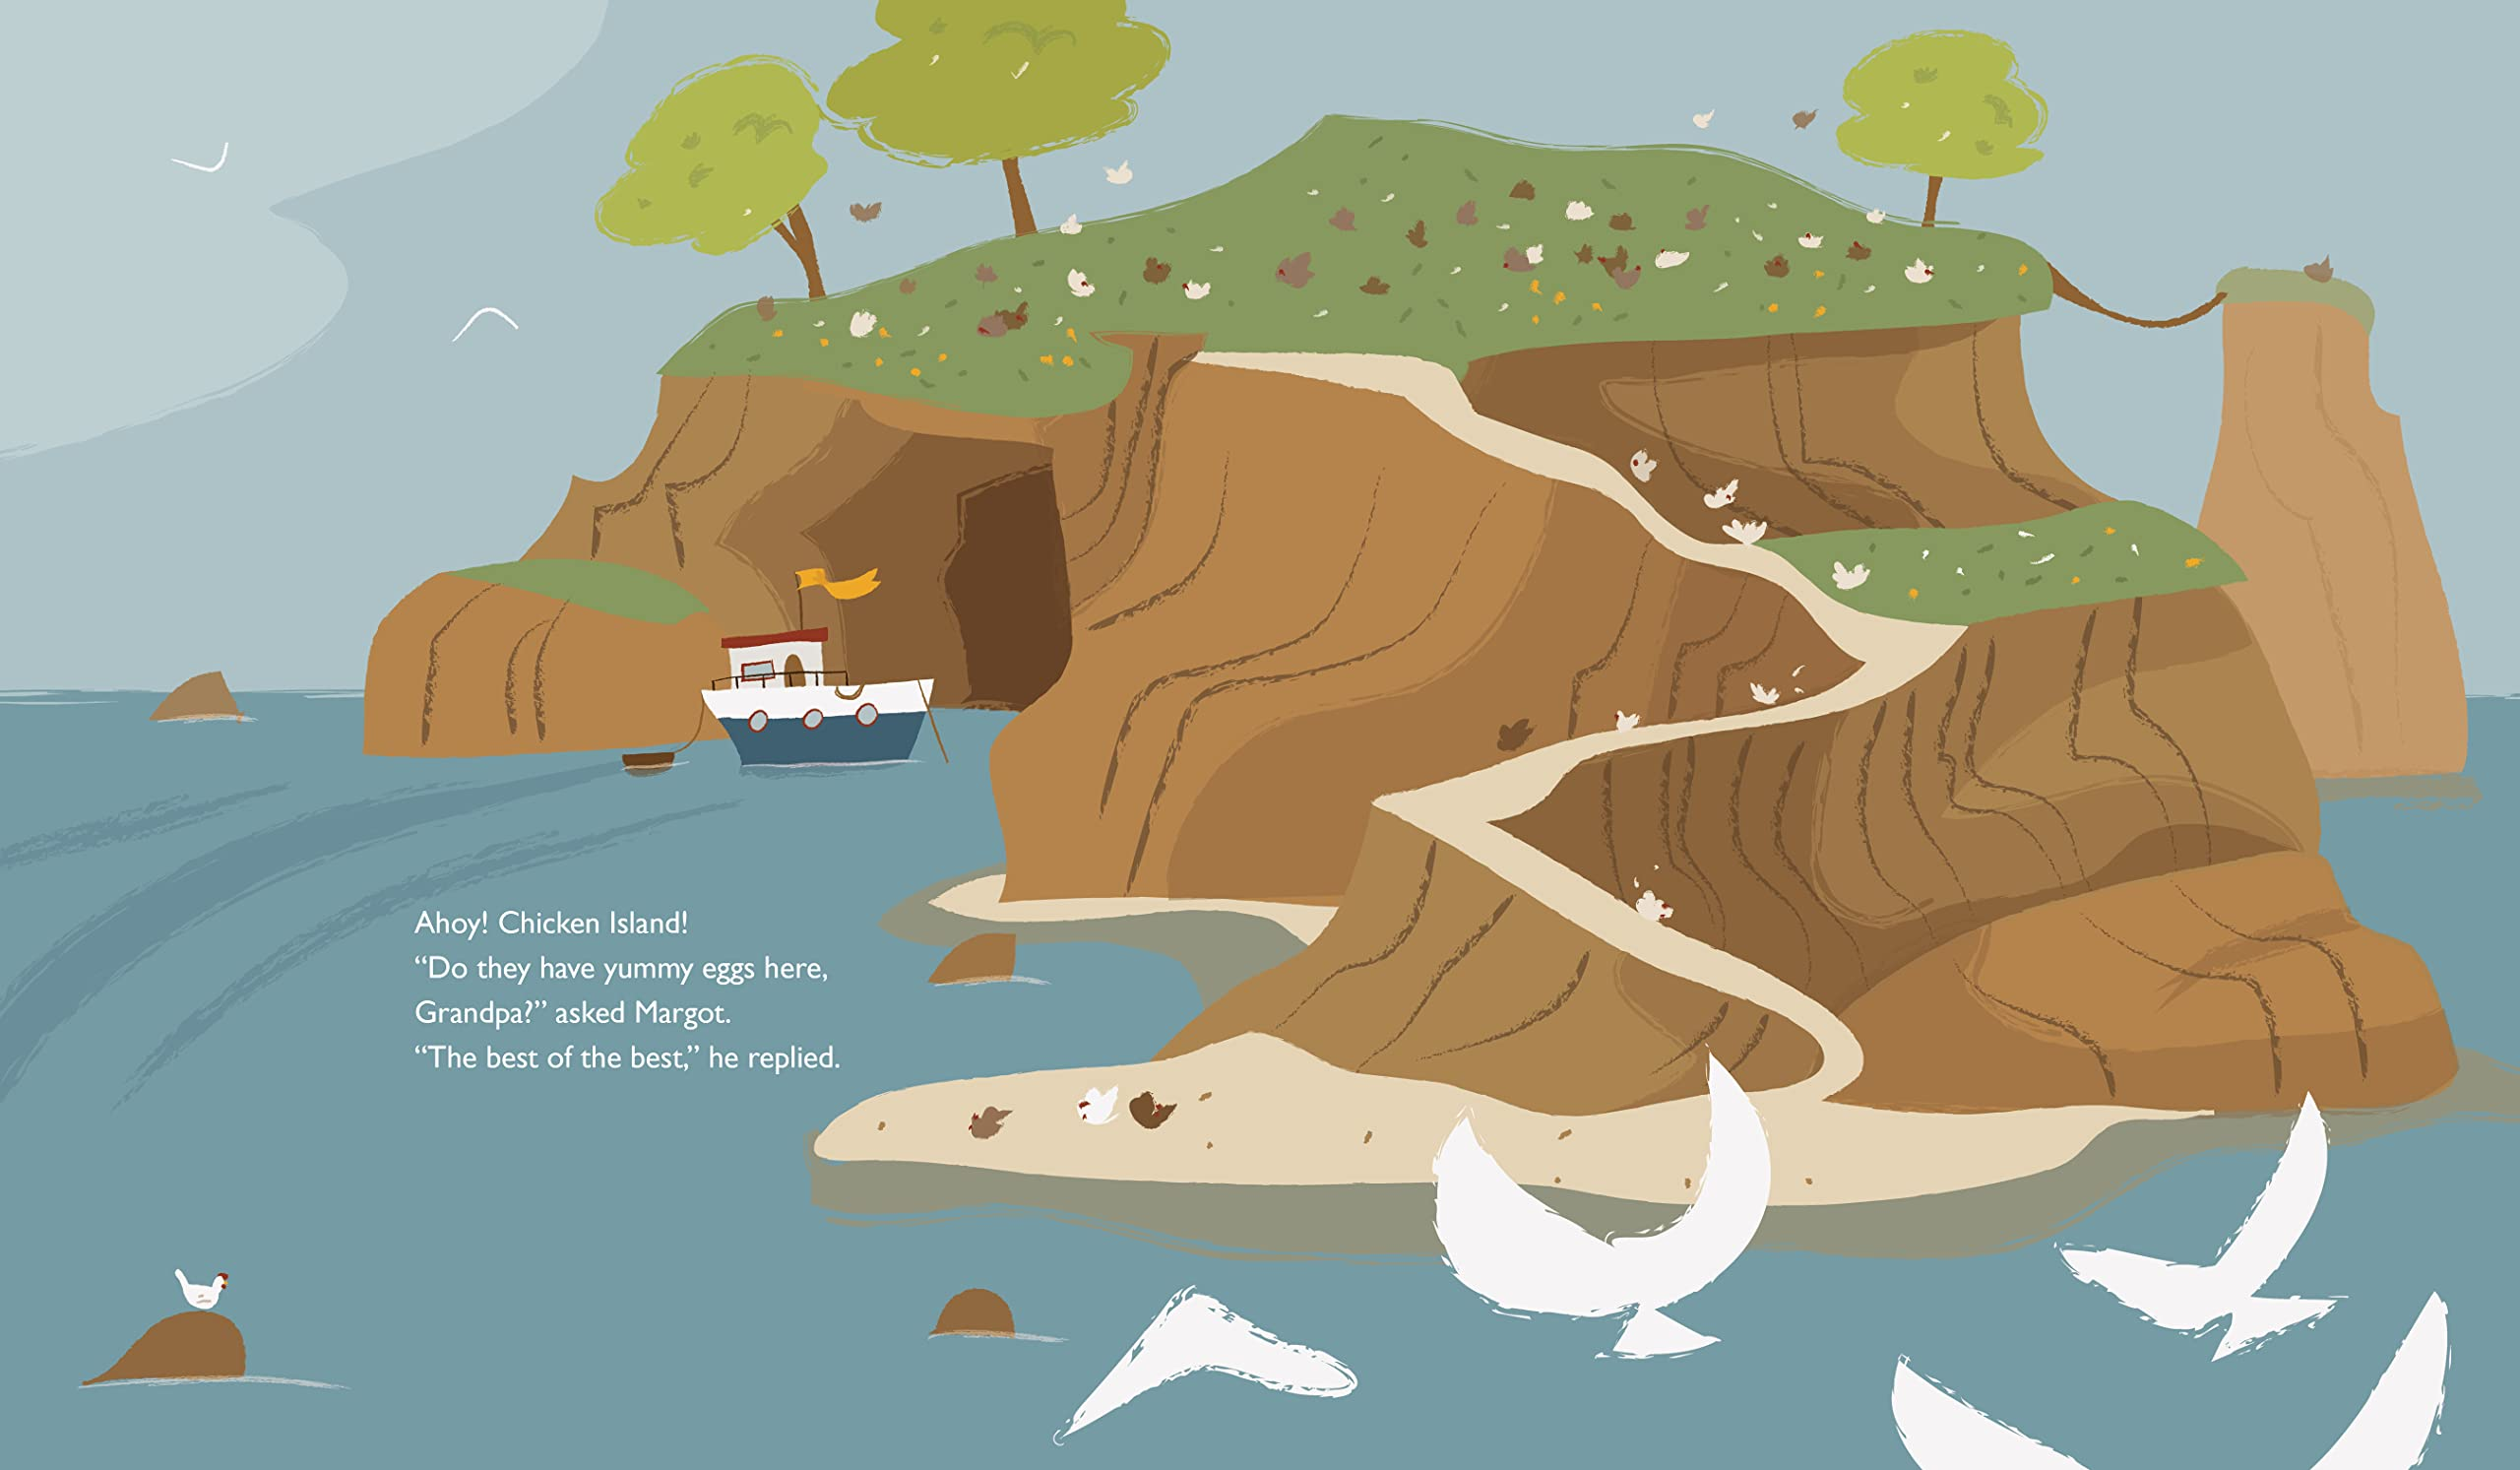 Ahoy! Chicken Island!
“Do they have yummy eggs here,
Grandpa?” asked Margot.
“The best of the best,” he replied.